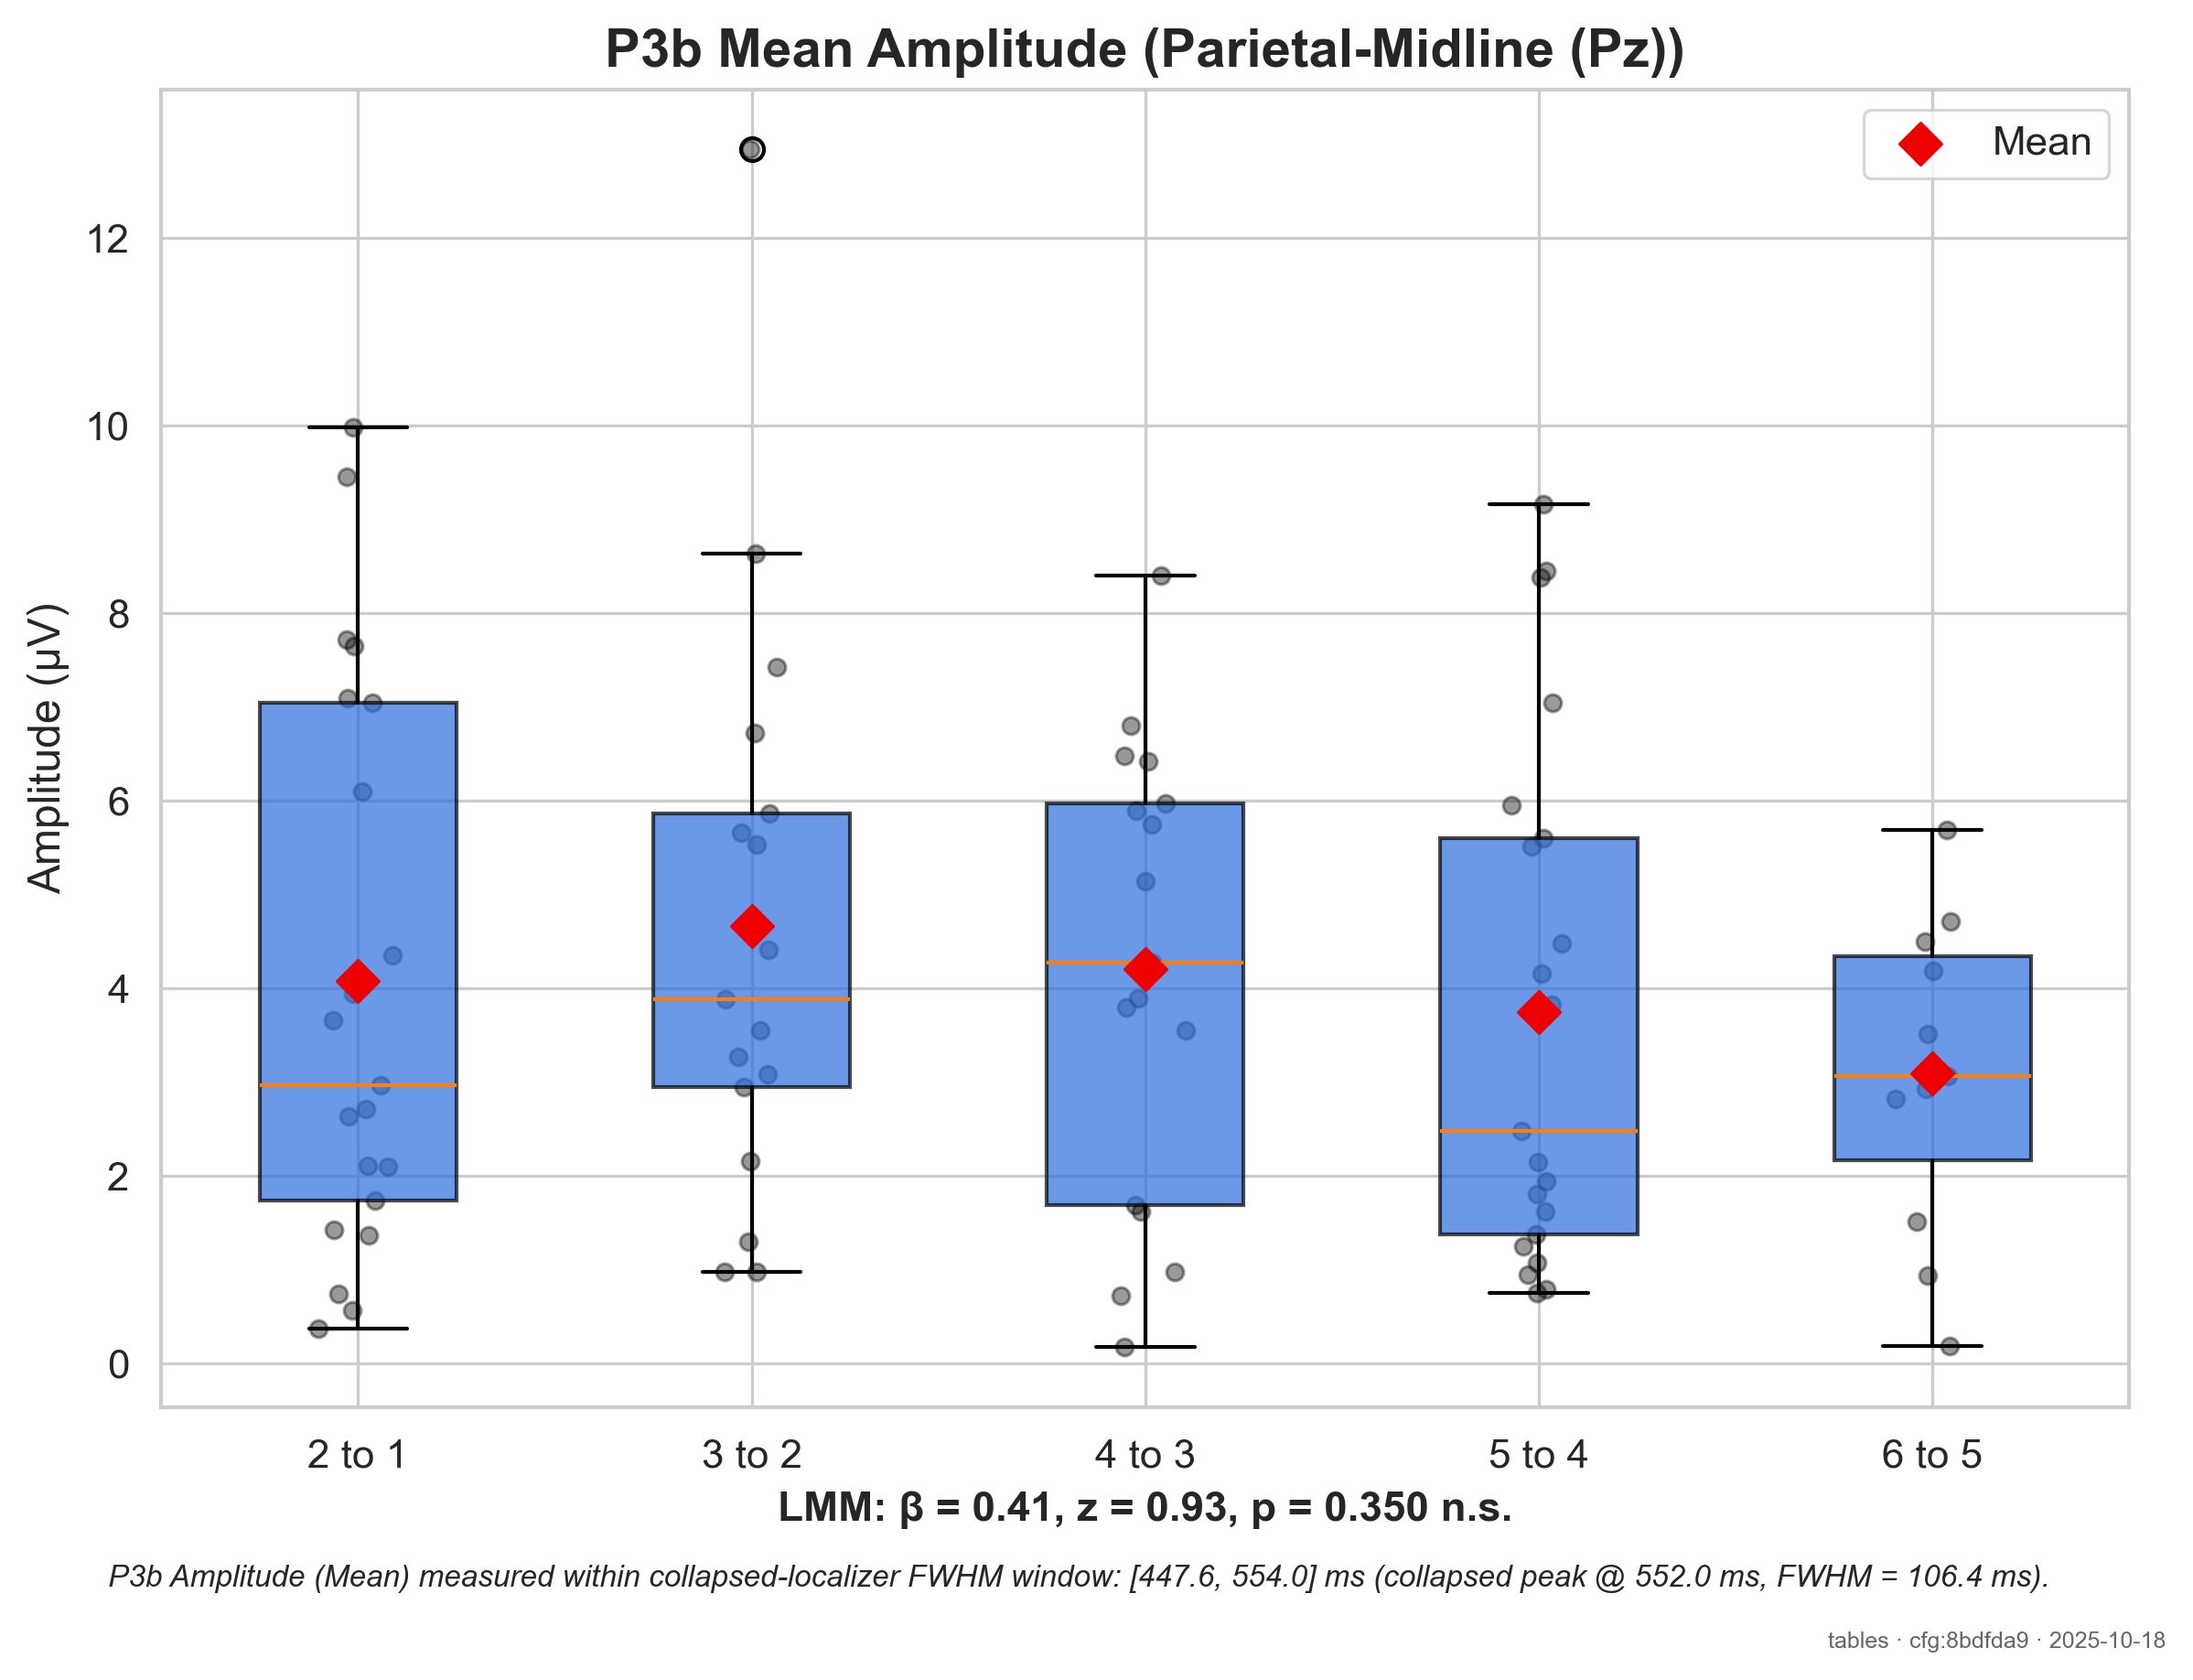 P3b Mean Amplitude (Parietal-Midline (Pz))
Mean
Amplitude (µV)
12
10
8
6
4
2
0
2 to 1
3 to 2
4 to 3
5 to 4
6 to 5
LMM: β = 0.41, z = 0.93, p = 0.350 n.s.
P3b Amplitude (Mean) measured within collapsed-localizer FWHM window: [447.6, 554.0] ms (collapsed peak @ 552.0 ms, FWHM = 106.4 ms).
tables · cfg:8bdfda9 · 2025-10-18